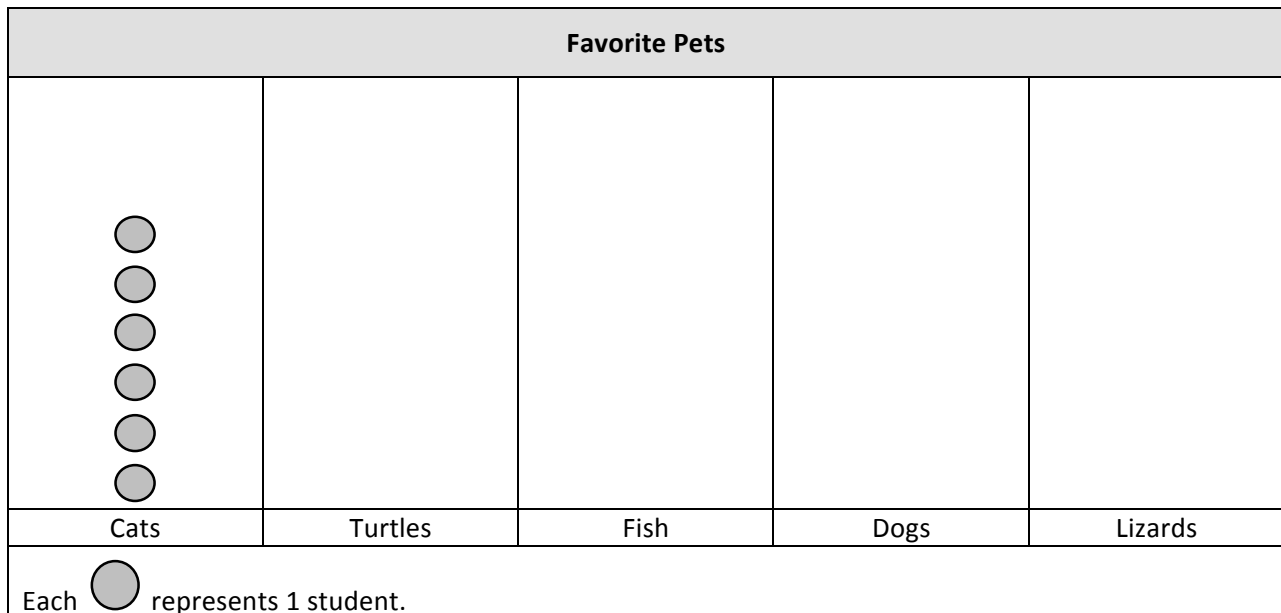 Favorite Pets
Cats Turtles Fish Dogs Lizards
Each represents 1 student.